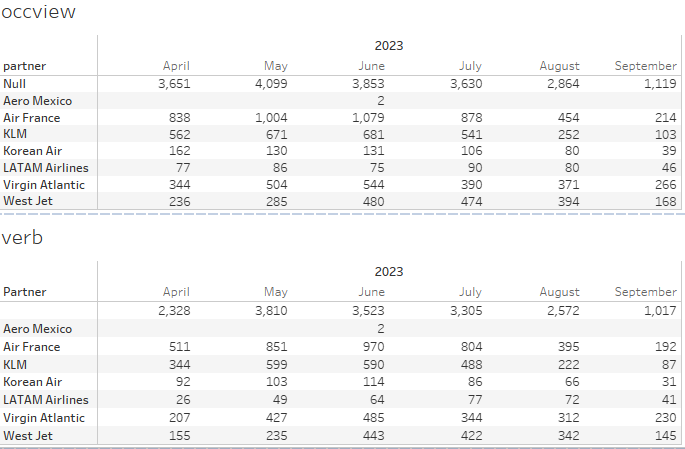 occview
2023
partner April May June July August September
Null 3,651 4,099 3,853 3,630 2,864 1,119
Aero Mexico 2
Air France 838 1,004 1,079 878 454 214
KLM 562 671 681 541 252 103
Korean Air 162 130 131 106 80 39
LATAM Airlines 77 86 75 90 80 46
Virgin Atlantic 344 504 544 390 371 266
West Jet 236 285 480 474 394 168
verb
2023
Partner April May June July August September
2,328 3,810 3,523 3,305 2,572 1,017
Aero Mexico 2
Air France 511 851 970 804 395 192
KLM 344 599 590 488 222 87
Korean Air 92 103 114 86 66 31
LATAM Airlines 26 49 64 77 72 41
Virgin Atlantic 207 427 485 344 312 230
West Jet 155 235 443 422 342 145